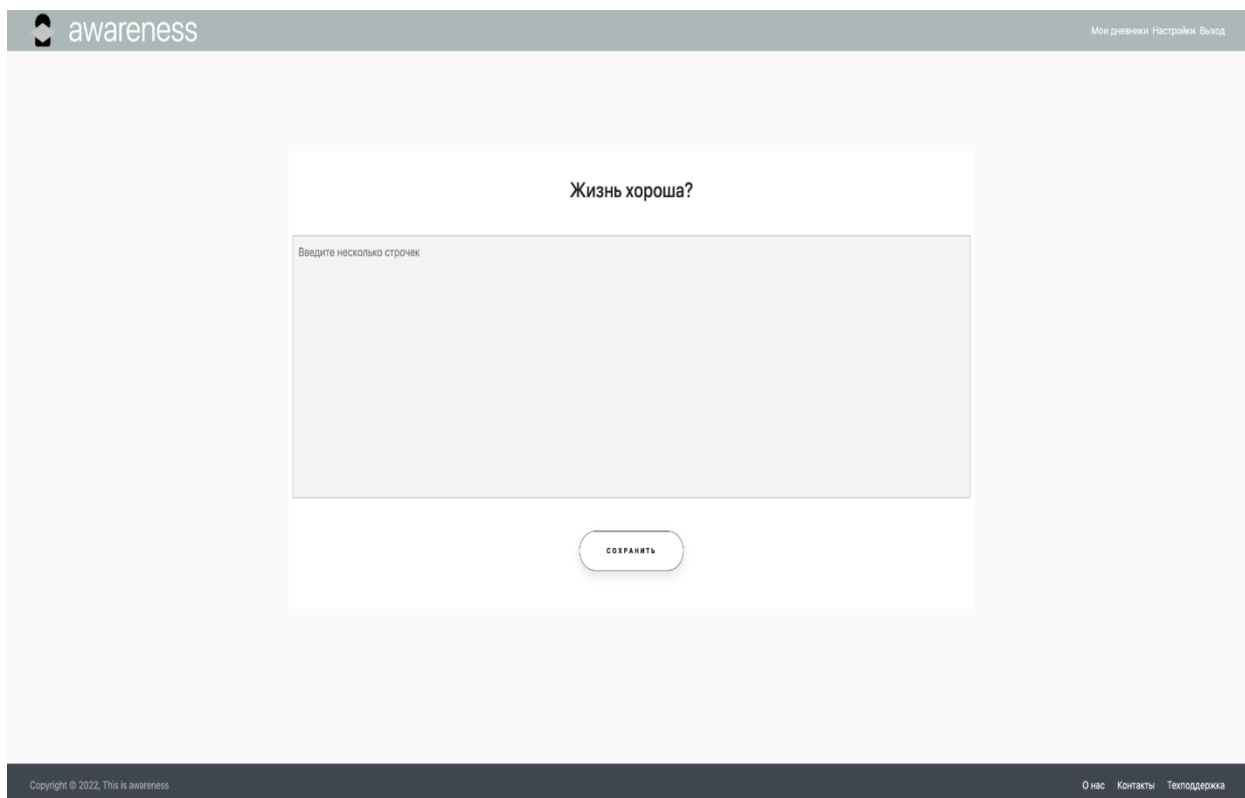 awareness
Мои дневники Настройки Выход
Жизнь хороша?
Введите несколько строчек
СОХРАНИТЬ
Copyright © 2022, This is awareness
О нас Контакты Техподдержка